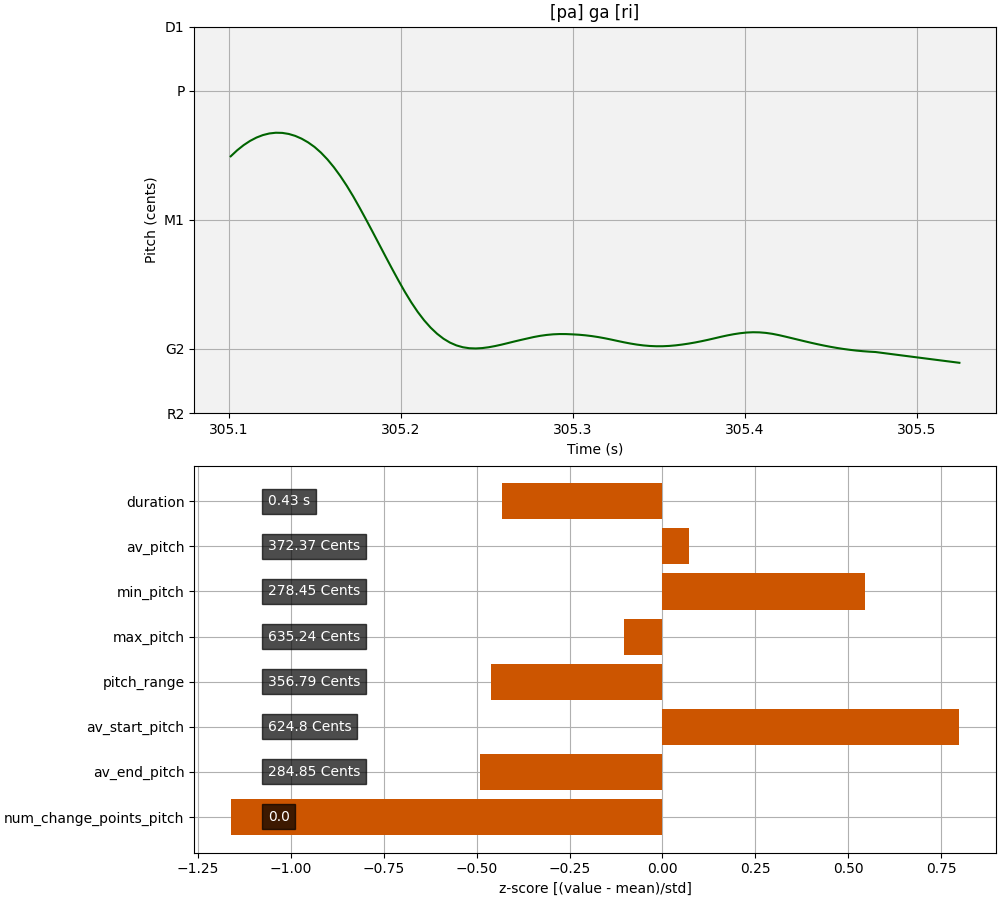 [pa] ga [ri]
D1
P
M1
G2
R2
Pitch (cents)
305.1 305.2 305.3 305.4 305.5
Time (s)
duration 0.43 s
av_pitch 372.37 Cents
min_pitch 278.45 Cents
max_pitch 635.24 Cents
pitch_range 356.79 Cents
av_start_pitch 624.8 Cents
av_end_pitch 284.85 Cents
num_change_points_pitch 0.0
−1.25 −1.00 −0.75 −0.50 −0.25 0.00 0.25 0.50 0.75
z-score [(value - mean)/std]